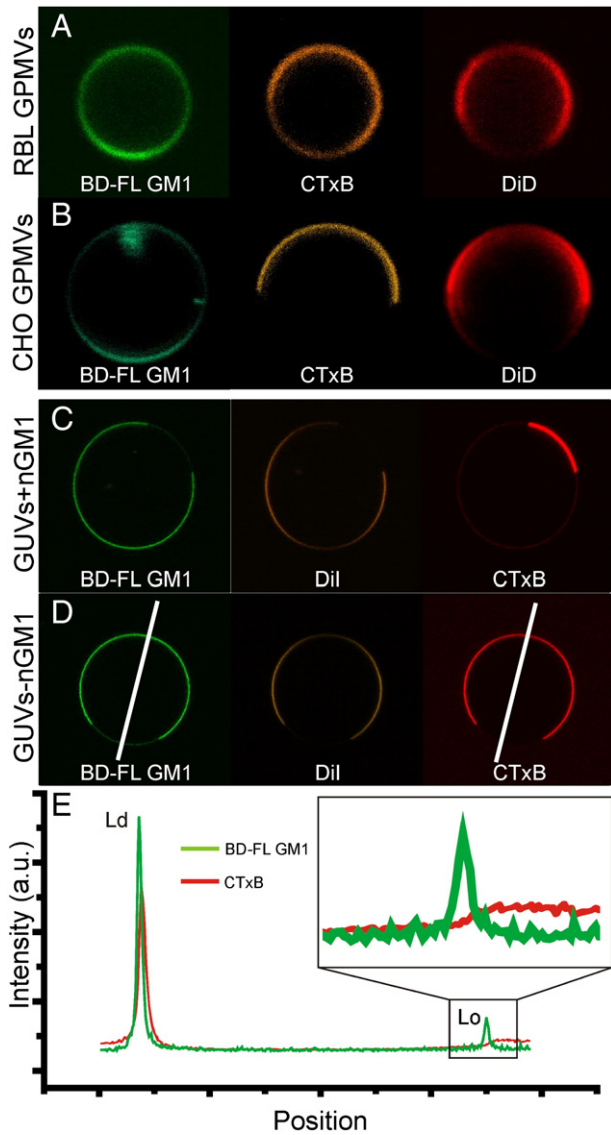 A
RBL GPMVs
BD-FL GM1
CTxB
DiD
B
CHO GPMVs
BD-FL GM1
CTxB
DiD
C
GUVs+nGM1
BD-FL GM1
DiI
CTxB
D
GUVs-nGM1
BD-FL GM1
DiI
CTxB
E
Ld
BD-FL GM1
CTxB
Lo
Intensity (a.u.)
Position